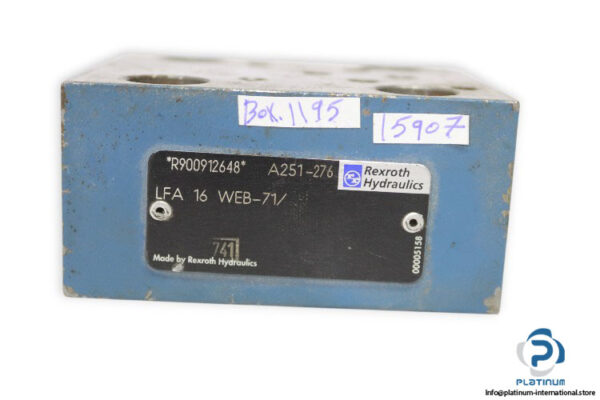 Box.1195
15907
*R900912648* A251-276
Rexroth
Hydraulics
LFA 16 WEB-71/
741
Made by Rexroth Hydraulics
00005158
PLATINUM
Info@platinum-international.store